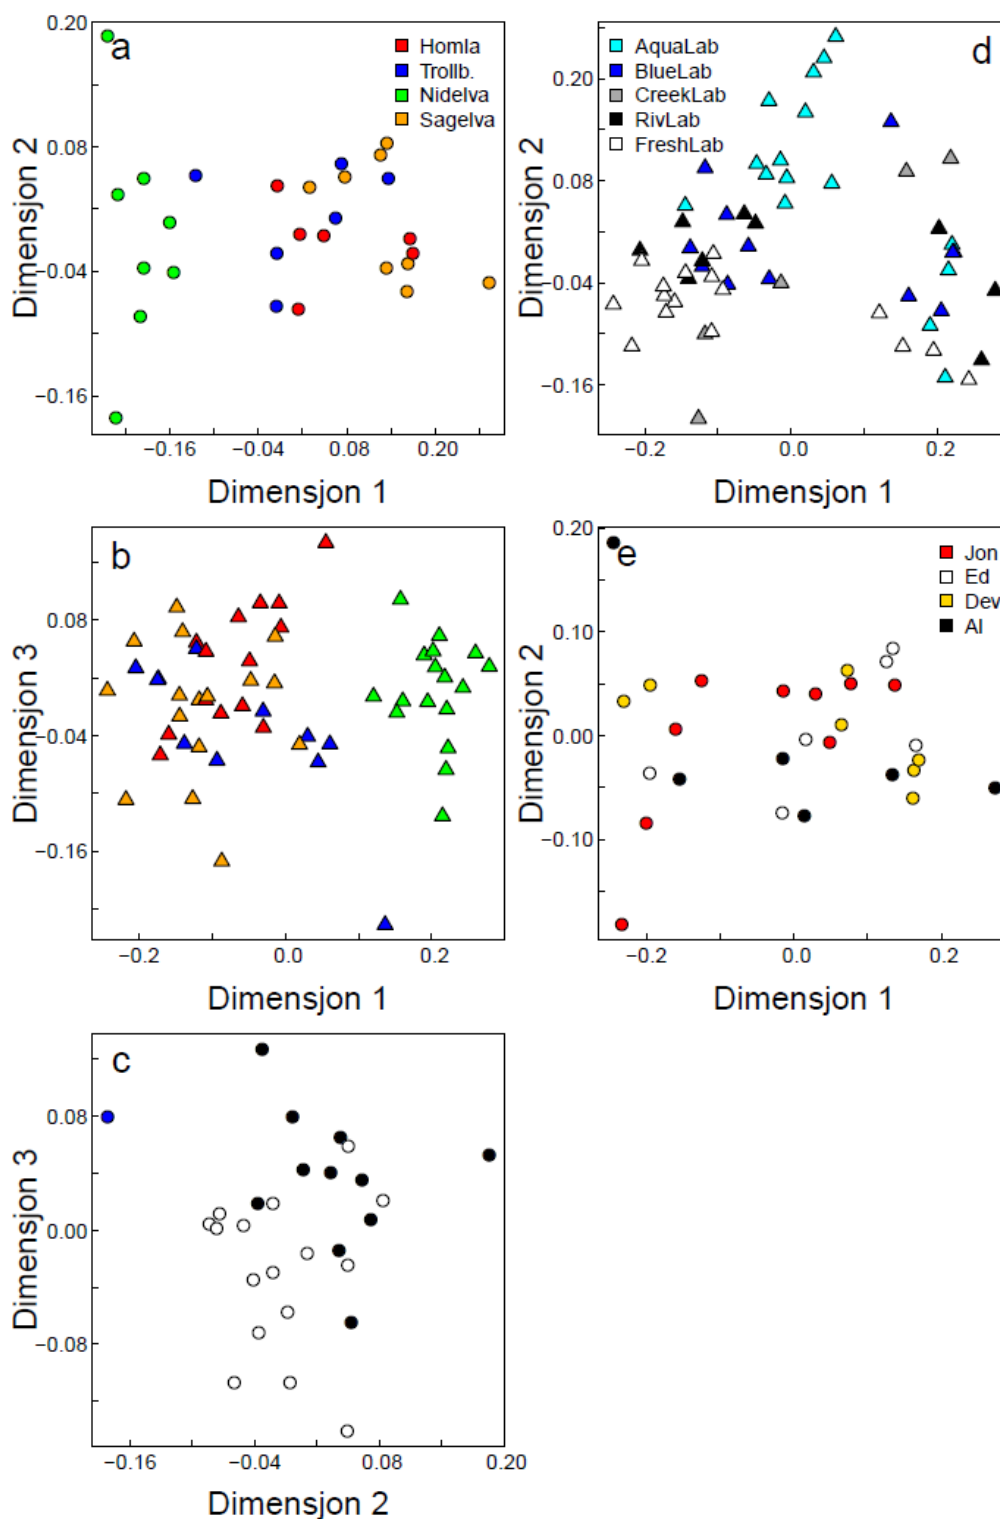 a
0.20
0.08
−0.04
−0.16
Dimensjon 2
Homla
Trollb.
Nidelva
Sagelva
−0.16
−0.04
0.08
0.20
Dimensjon 1
d
0.20
0.08
−0.04
−0.16
Dimensjon 2
AquaLab
BlueLab
CreekLab
RivLab
FreshLab
−0.2
0.0
0.2
Dimensjon 1
b
0.08
−0.04
−0.16
Dimensjon 3
−0.2
0.0
0.2
Dimensjon 1
e
0.20
0.10
0.00
−0.10
Dimensjon 2
Jon
Ed
Dev
−0.2
0.0
0.2
Dimensjon 1
c
0.08
0.00
−0.08
Dimensjon 3
−0.16
−0.04
0.08
0.20
Dimensjon 2